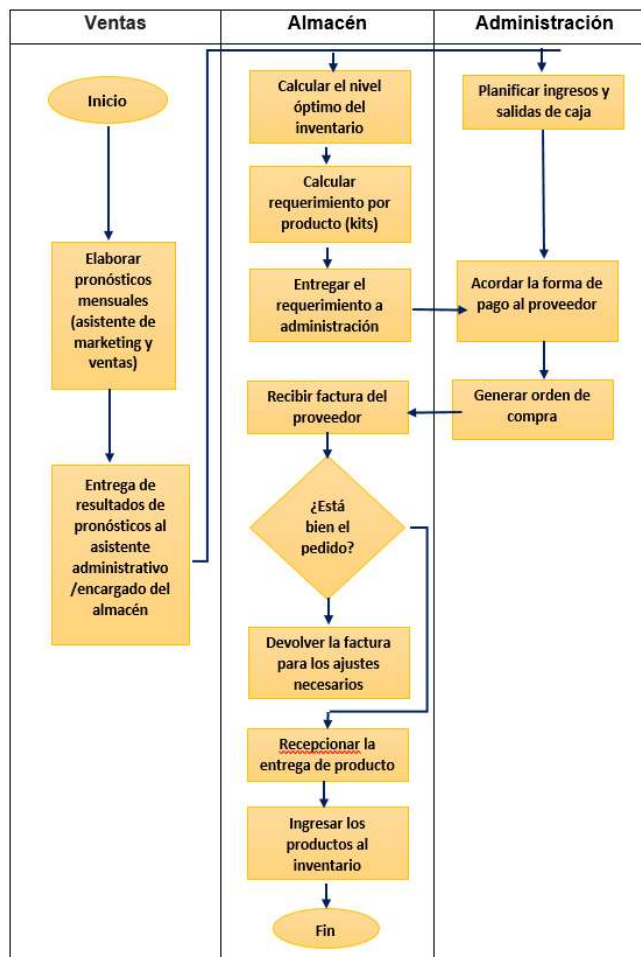 Ventas
Almacén
Administración
Inicio
Elaborar
pronósticos
mensuales
(asistente de
marketing y
ventas)
Entrega de
resultados de
pronósticos al
asistente
administrativo
/encargado del
almacén
Calcular el nivel
óptimo del
inventario
Calcular
requerimiento por
producto (kits)
Entregar el
requerimiento a
administración
Recibir factura del
proveedor
¿Está
bien el
pedido?
Devolver la factura
para los ajustes
necesarios
Recepcionar la
entrega de producto
Ingresar los
productos al
inventario
Fin
Planificar ingresos y
salidas de caja
Acordar la forma de
pago al proveedor
Generar orden de
compra